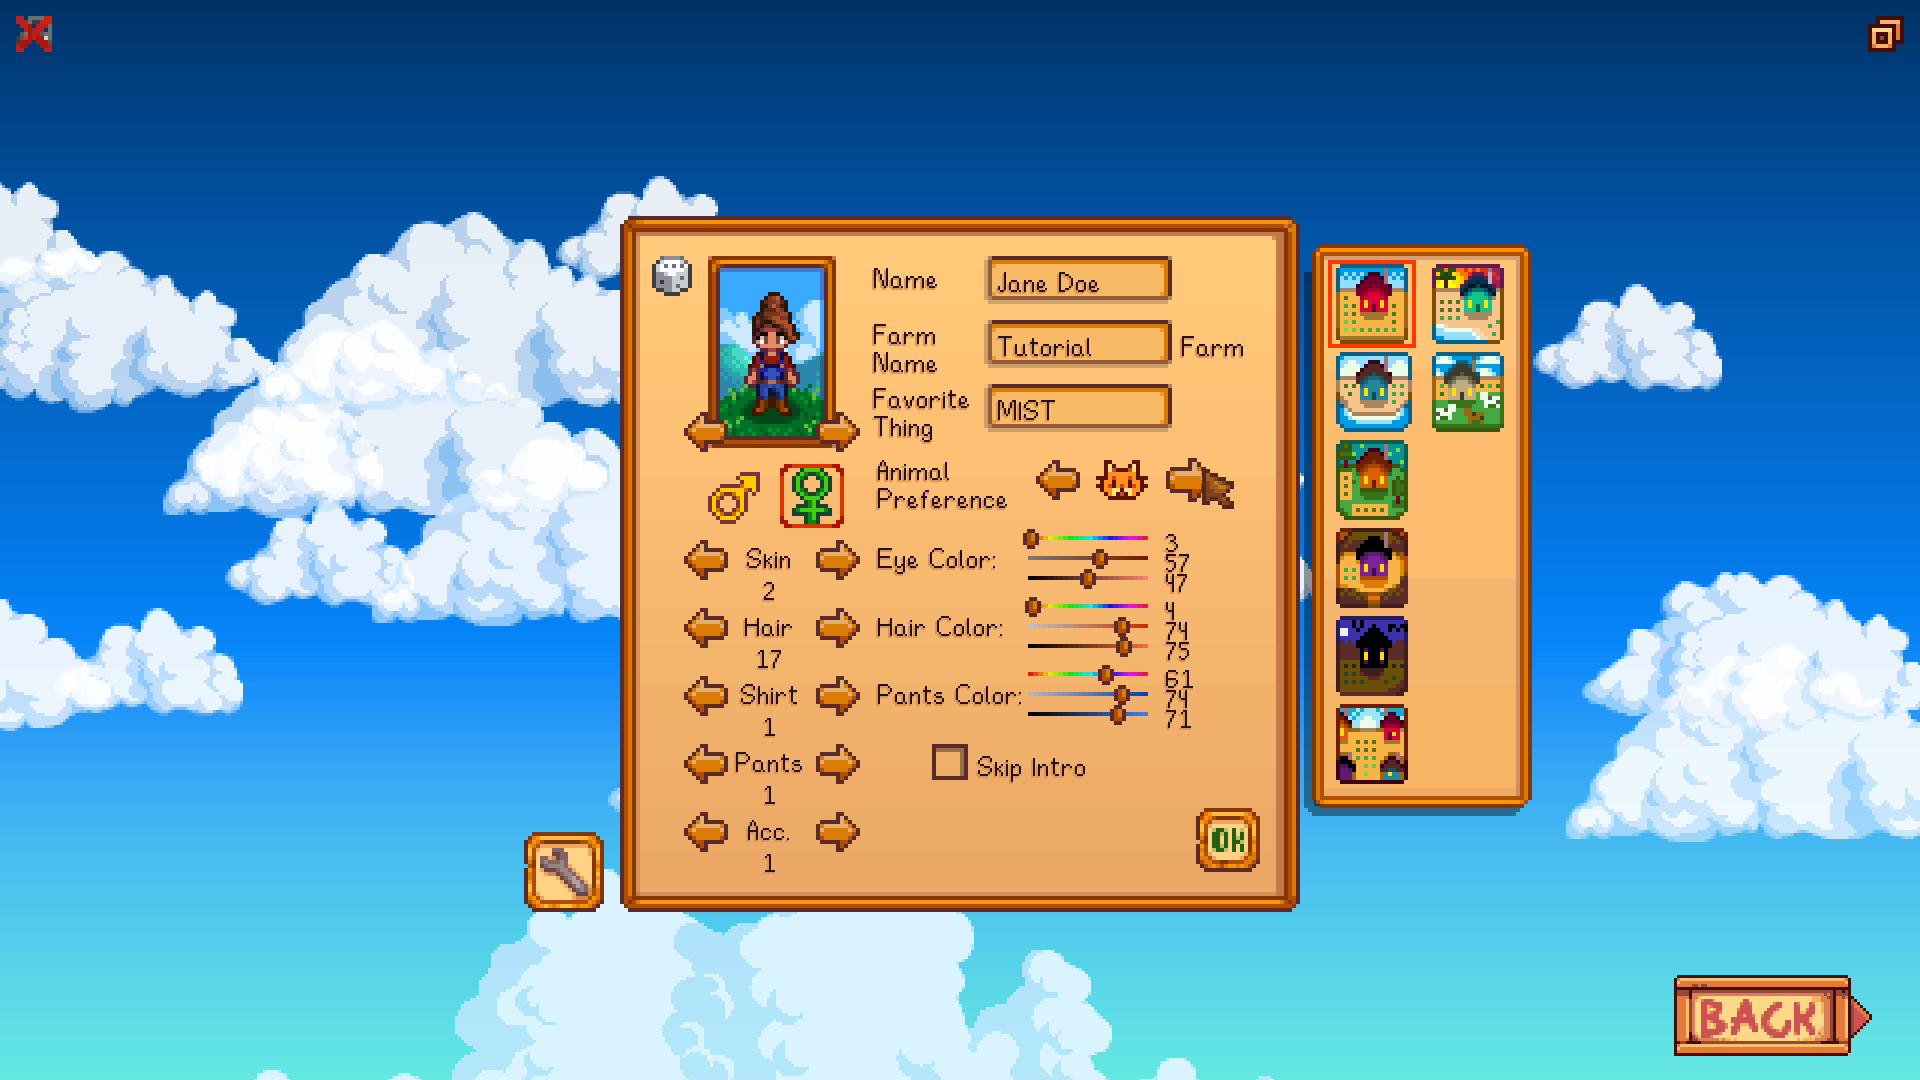 Name
Jane Doe
Farm
Name
Tutorial
Farm
Favorite
Thing
MIST
Animal
Preference
Skin
2
Eye Color:
3
57
47
Hair
17
Hair Color:
4
74
75
Shirt
1
Pants Color:
61
74
71
Pants
1
Skip Intro
Acc.
1
OK
BACK